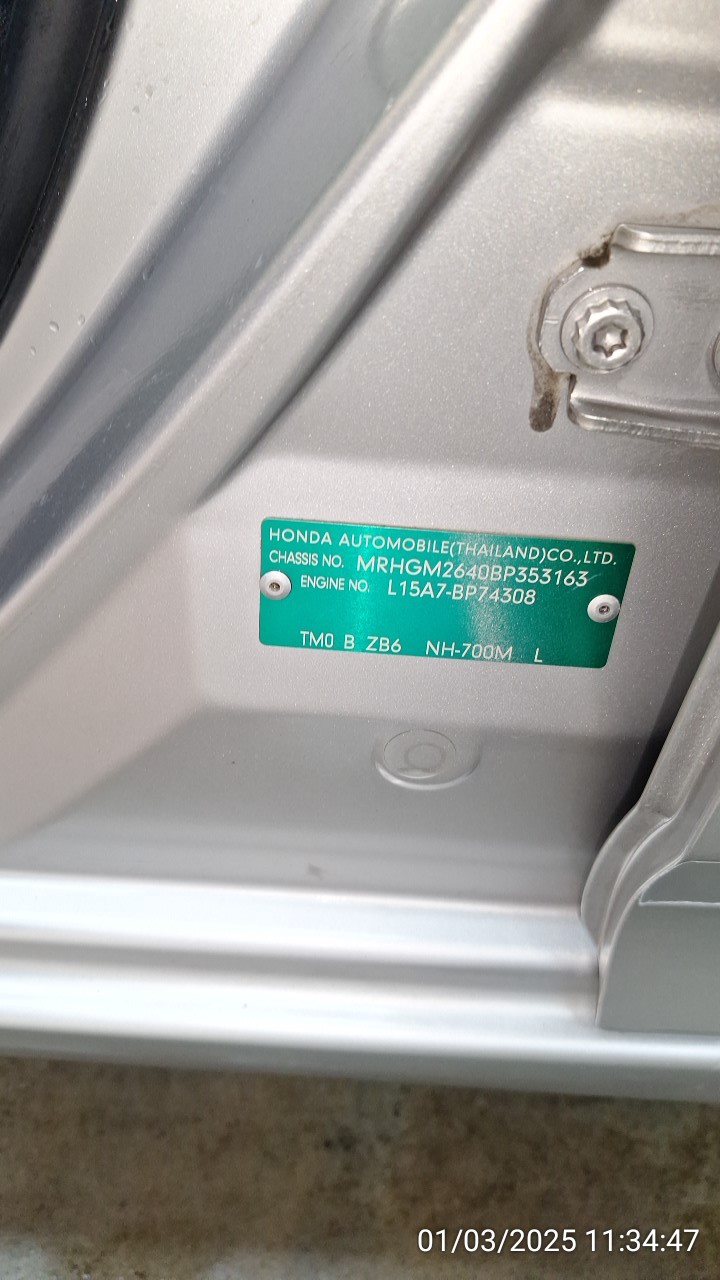 HONDA AUTOMOBILE(THAILAND)CO.,LTD.
CHASSIS NO. MRHGM2640BP353163
ENGINE NO. L15A7-BP74308
TM0 B ZB6 NH-700M L
01/03/2025 11:34:47